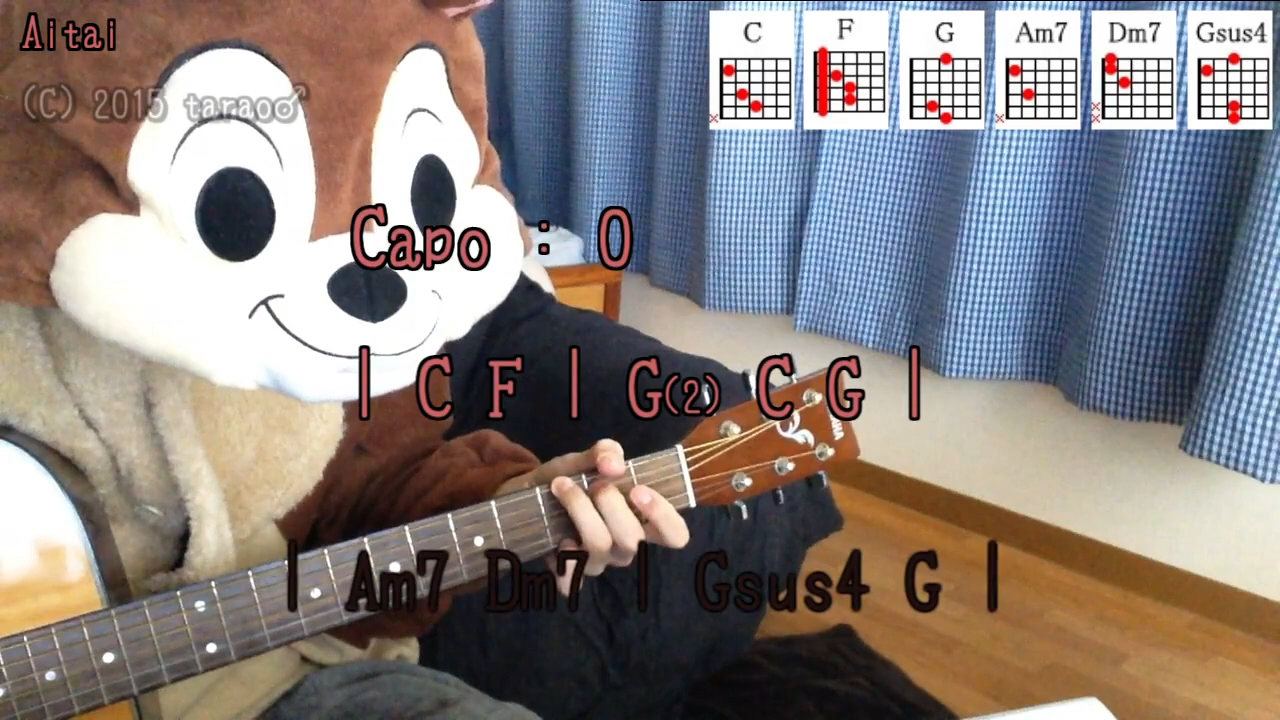 Aitai
(C) 2015 taraoo♂
C F G Am7 Dm7 Gsus4
Capo : 0
| C F | G(2) C G |
| Am7 Dm7 | Gsus4 G |